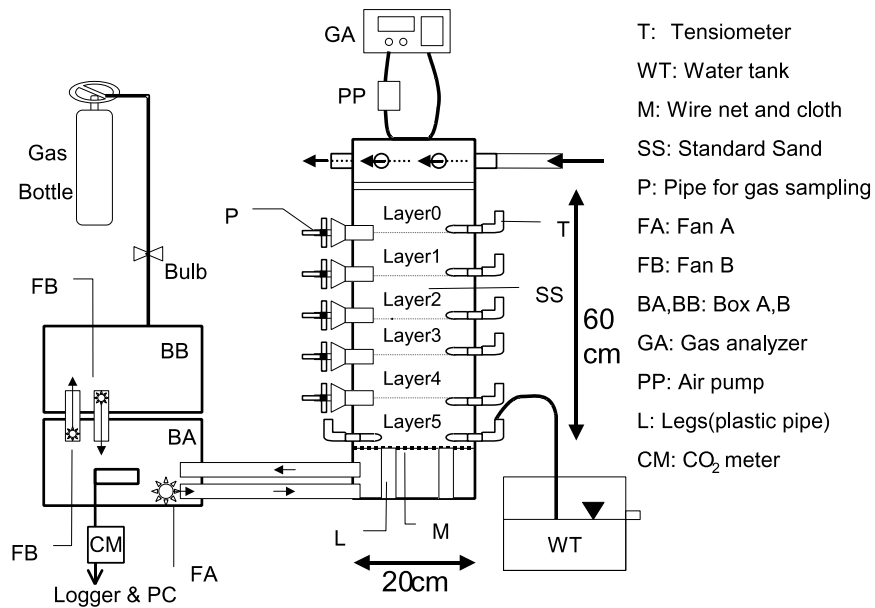 GA
PP
Gas
Bottle
Bulb
P
FB
BB
BA
FB
CM
FA
Logger & PC
Layer0
Layer1
Layer2
Layer3
Layer4
Layer5
T
SS
60
cm
L
M
20cm
WT
T: Tensiometer
WT: Water tank
M: Wire net and cloth
SS: Standard Sand
P: Pipe for gas sampling
FA: Fan A
FB: Fan B
BA,BB: Box A,B
GA: Gas analyzer
PP: Air pump
L: Legs(plastic pipe)
CM: CO₂ meter